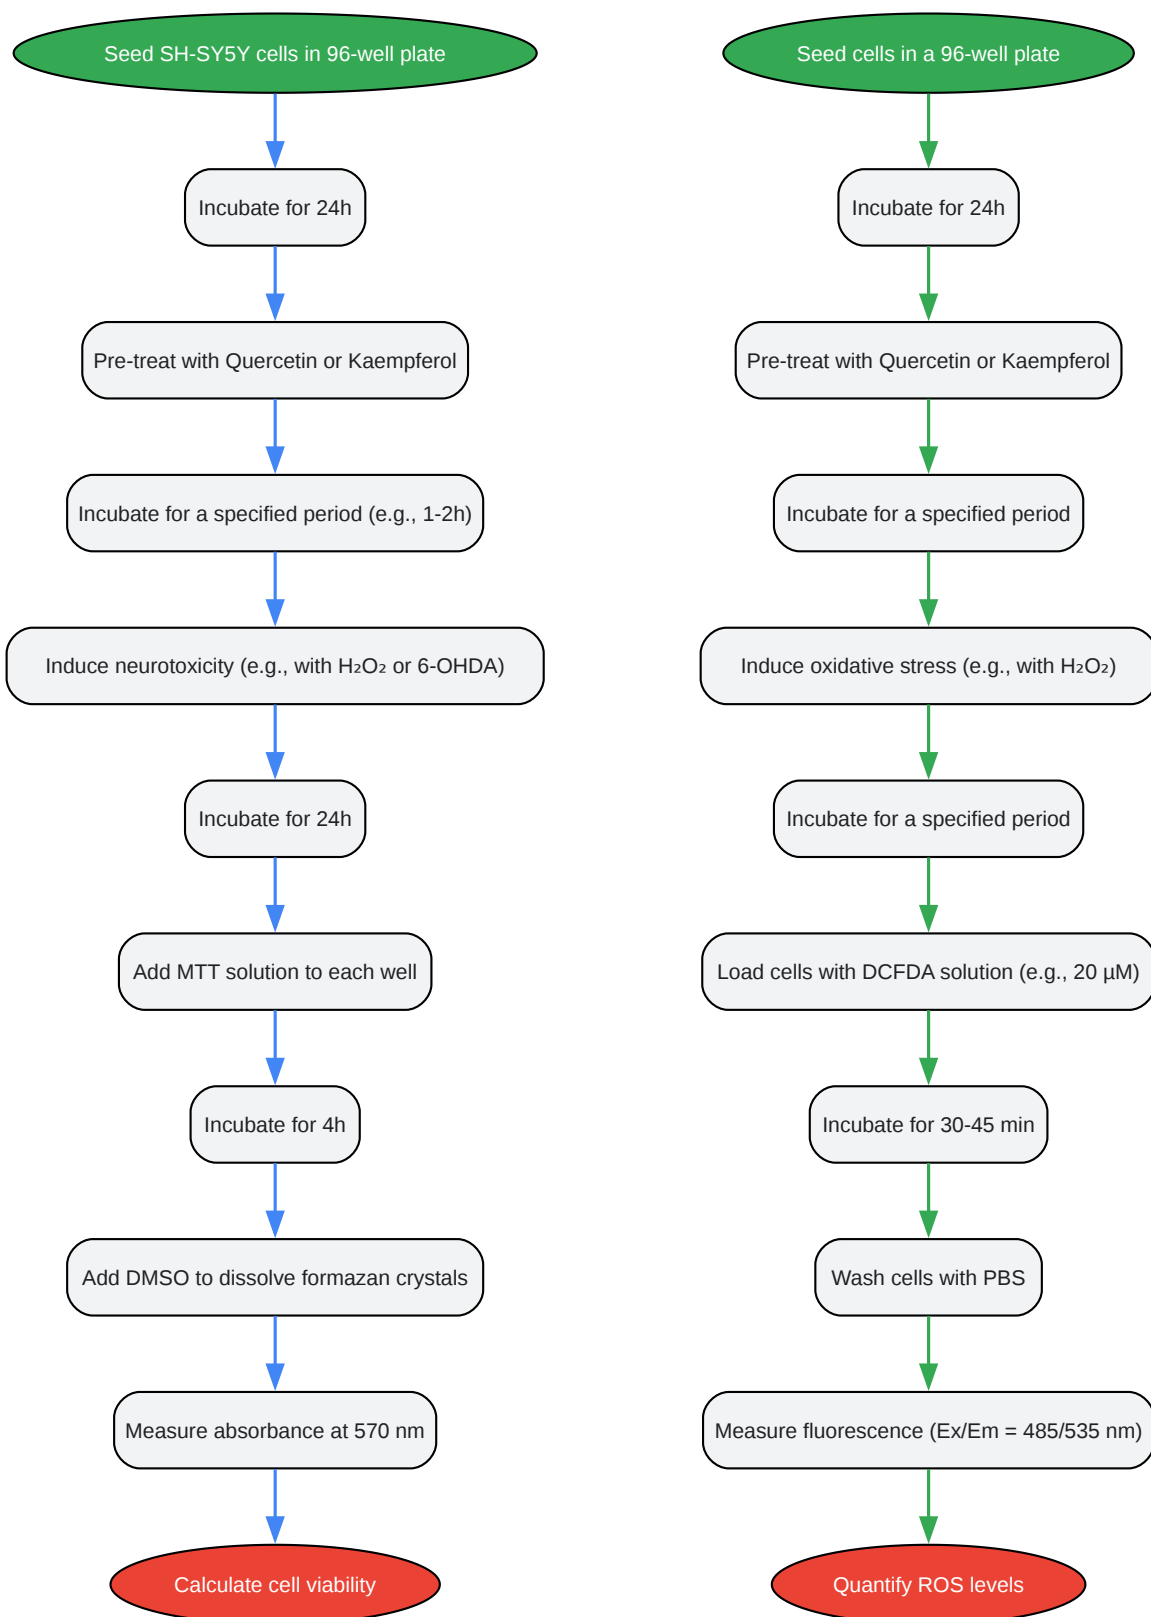 Seed SH-SY5Y cells in 96-well plate
Incubate for 24h
Pre-treat with Quercetin or Kaempferol
Incubate for a specified period (e.g., 1-2h)
Induce neurotoxicity (e.g., with H₂O₂ or 6-OHDA)
Incubate for 24h
Add MTT solution to each well
Incubate for 4h
Add DMSO to dissolve formazan crystals
Measure absorbance at 570 nm
Calculate cell viability
Seed cells in a 96-well plate
Incubate for 24h
Pre-treat with Quercetin or Kaempferol
Incubate for a specified period
Induce oxidative stress (e.g., with H₂O₂)
Incubate for a specified period
Load cells with DCFDA solution (e.g., 20 µM)
Incubate for 30-45 min
Wash cells with PBS
Measure fluorescence (Ex/Em = 485/535 nm)
Quantify ROS levels